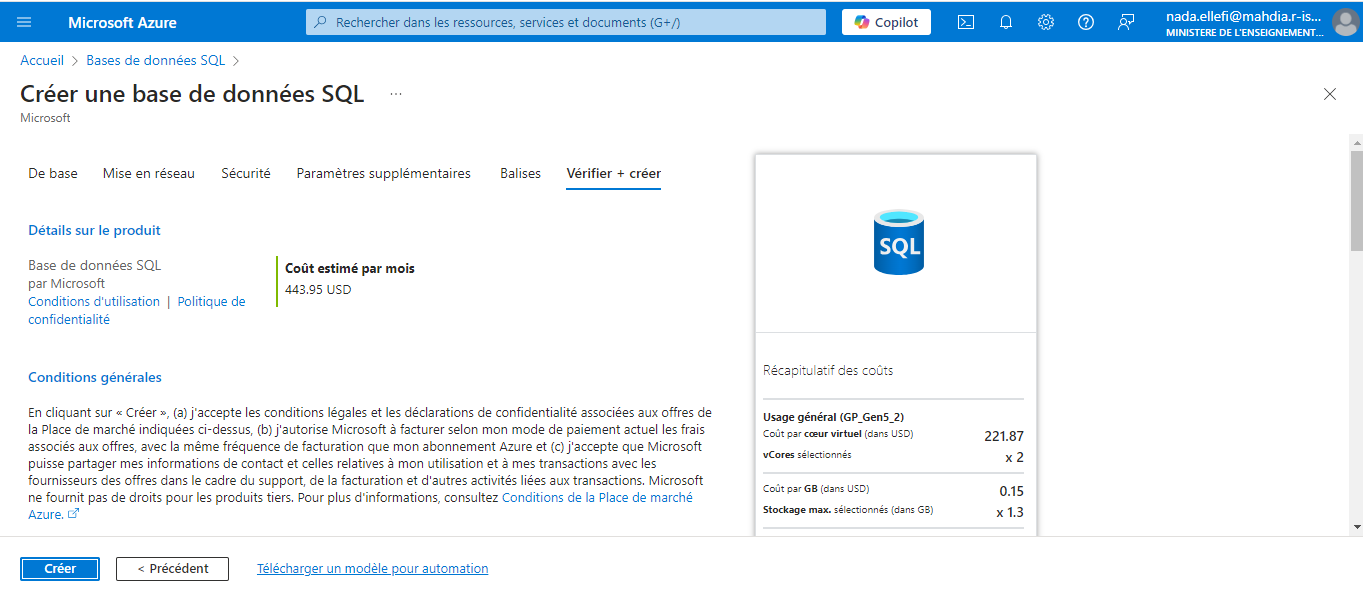 Microsoft Azure
Rechercher dans les ressources, services et documents (G+/)
Copilot
nada.ellefi@mahdia.r-is...
MINISTERE DE L'ENSEIGNEMENT...
Accueil > Bases de données SQL >
Créer une base de données SQL ...
Microsoft
De base
Mise en réseau
Sécurité
Paramètres supplémentaires
Balises
Vérifier + créer
Détails sur le produit
Base de données SQL
par Microsoft
Conditions d'utilisation | Politique de
confidentialité
Coût estimé par mois
443.95 USD
Conditions générales
En cliquant sur « Créer », (a) j'accepte les conditions légales et les déclarations de confidentialité associées aux offres de
la Place de marché indiquées ci-dessus, (b) j'autorise Microsoft à facturer selon mon mode de paiement actuel les frais
associés aux offres, avec la même fréquence de facturation que mon abonnement Azure et (c) j'accepte que Microsoft
puisse partager mes informations de contact et celles relatives à mon utilisation et à mes transactions avec les
fournisseurs des offres dans le cadre du support, de la facturation et d'autres activités liées aux transactions. Microsoft
ne fournit pas de droits pour les produits tiers. Pour plus d'informations, consultez Conditions de la Place de marché
Azure.
SQL
Récapitulatif des coûts
Usage général (GP_Gen5_2)
Coût par cœur virtuel (dans USD) 221.87
vCores sélectionnés x 2
Coût par GB (dans USD) 0.15
Stockage max. sélectionnés (dans GB) x 1.3
Créer
< Précédent
Télécharger un modèle pour automation